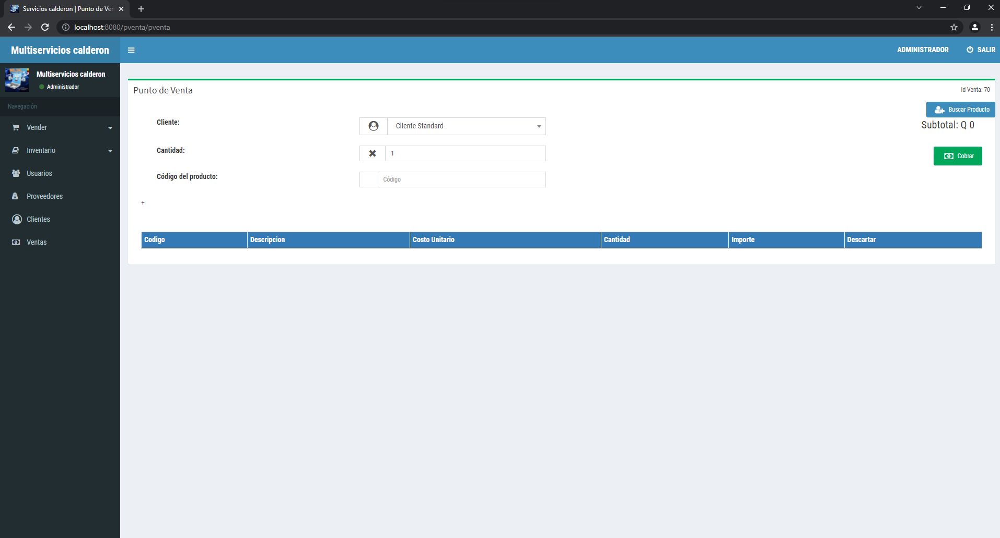 Servicios calderon | Punto de Ven
localhost:8080/pventa/pventa
Multiservicios calderon
ADMINISTRADOR
SALIR
Multiservicios calderon
Administrador
Navegación
Vender
Inventario
Usuarios
Proveedores
Clientes
Ventas
Punto de Venta
Id Venta: 70
Buscar Producto
Cliente:
-Cliente Standard-
Subtotal: Q 0
Cantidad:
1
Cobrar
Código del producto:
Código
+
Codigo Descripcion Costo Unitario Cantidad Importe Descartar